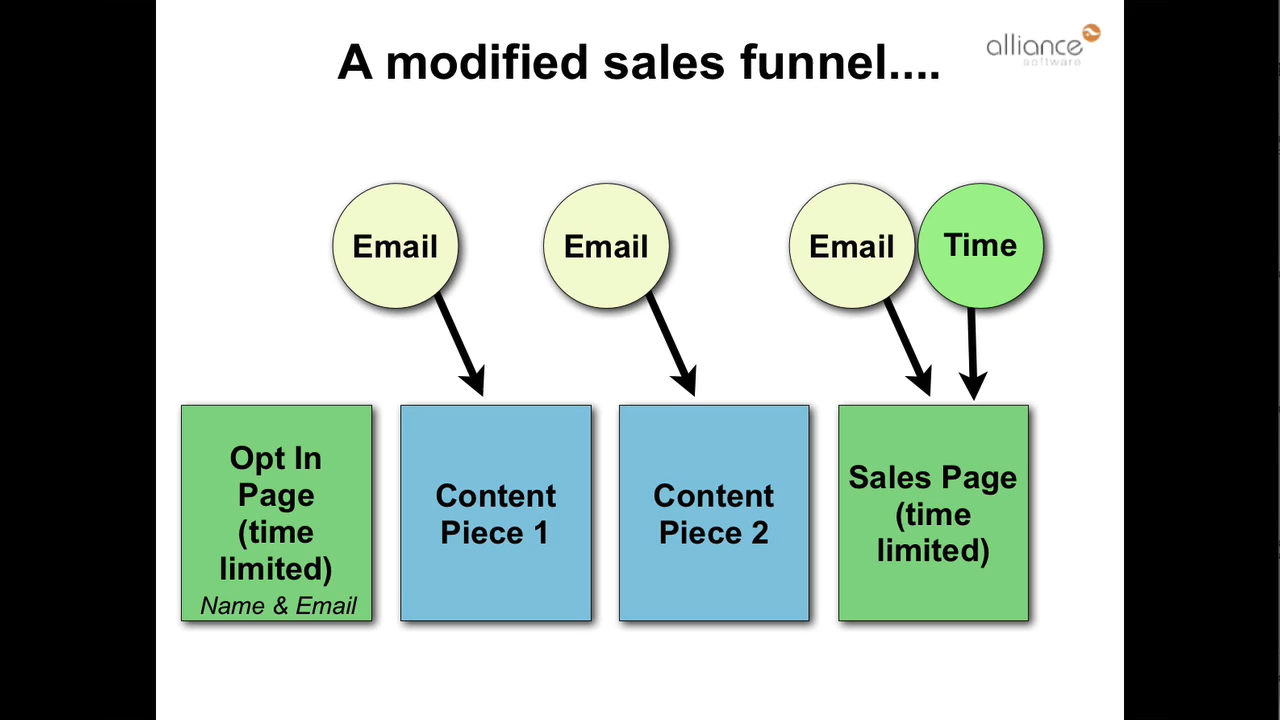 A modified sales funnel....
alliance
software
Email
Email
Email
Time
Opt In
Page
(time
limited)
Name & Email
Content
Piece 1
Content
Piece 2
Sales Page
(time
limited)